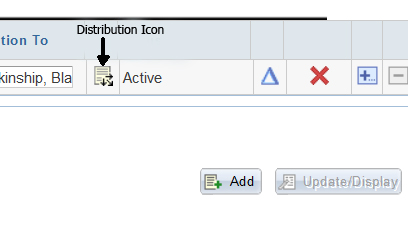 Distribution Icon
tion To
kinship, Bla
Active
Add
Update/Display